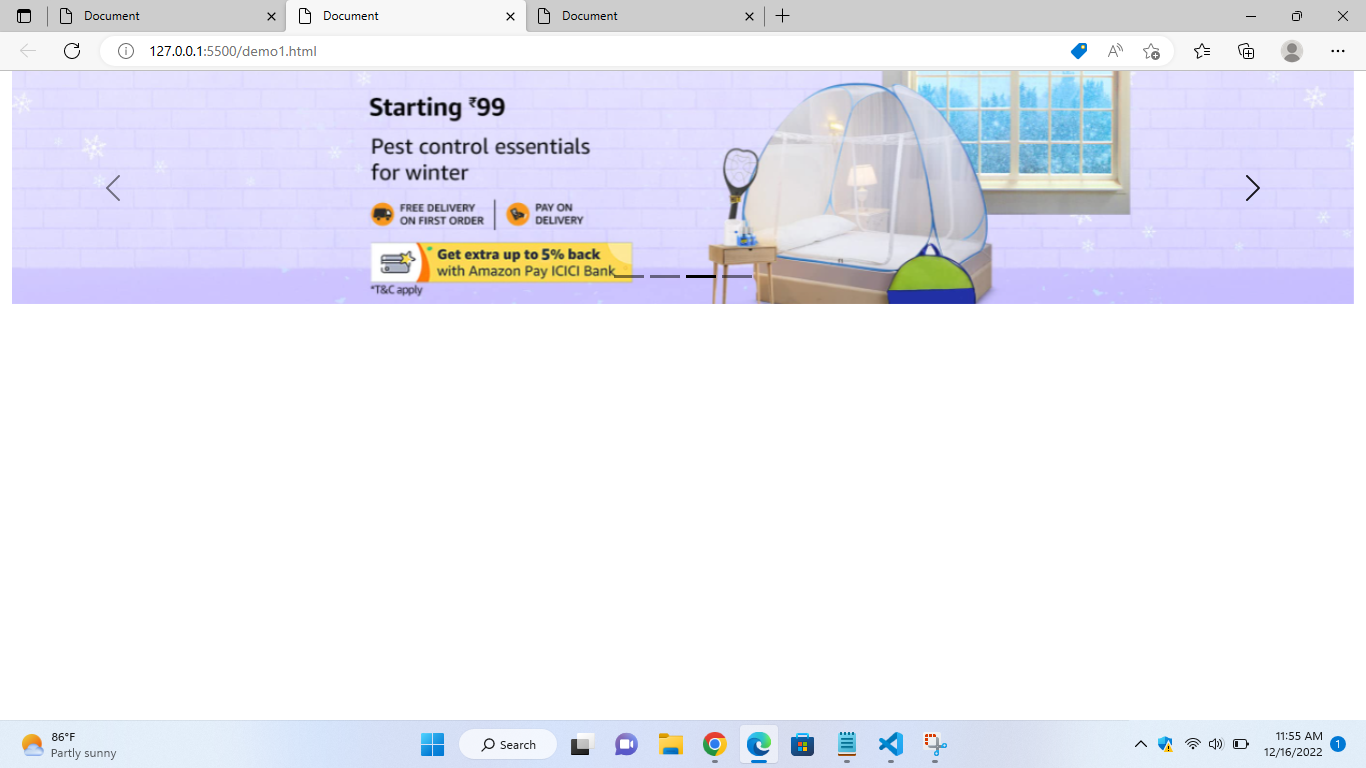 Document
Document
Document
127.0.0.1:5500/demo1.html
Starting ₹99
Pest control essentials
for winter
FREE DELIVERY
ON FIRST ORDER
PAY ON
DELIVERY
Get extra up to 5% back
with Amazon Pay ICICI Bank
*T&C apply
86°F
Partly sunny
Search
11:55 AM
12/16/2022
1